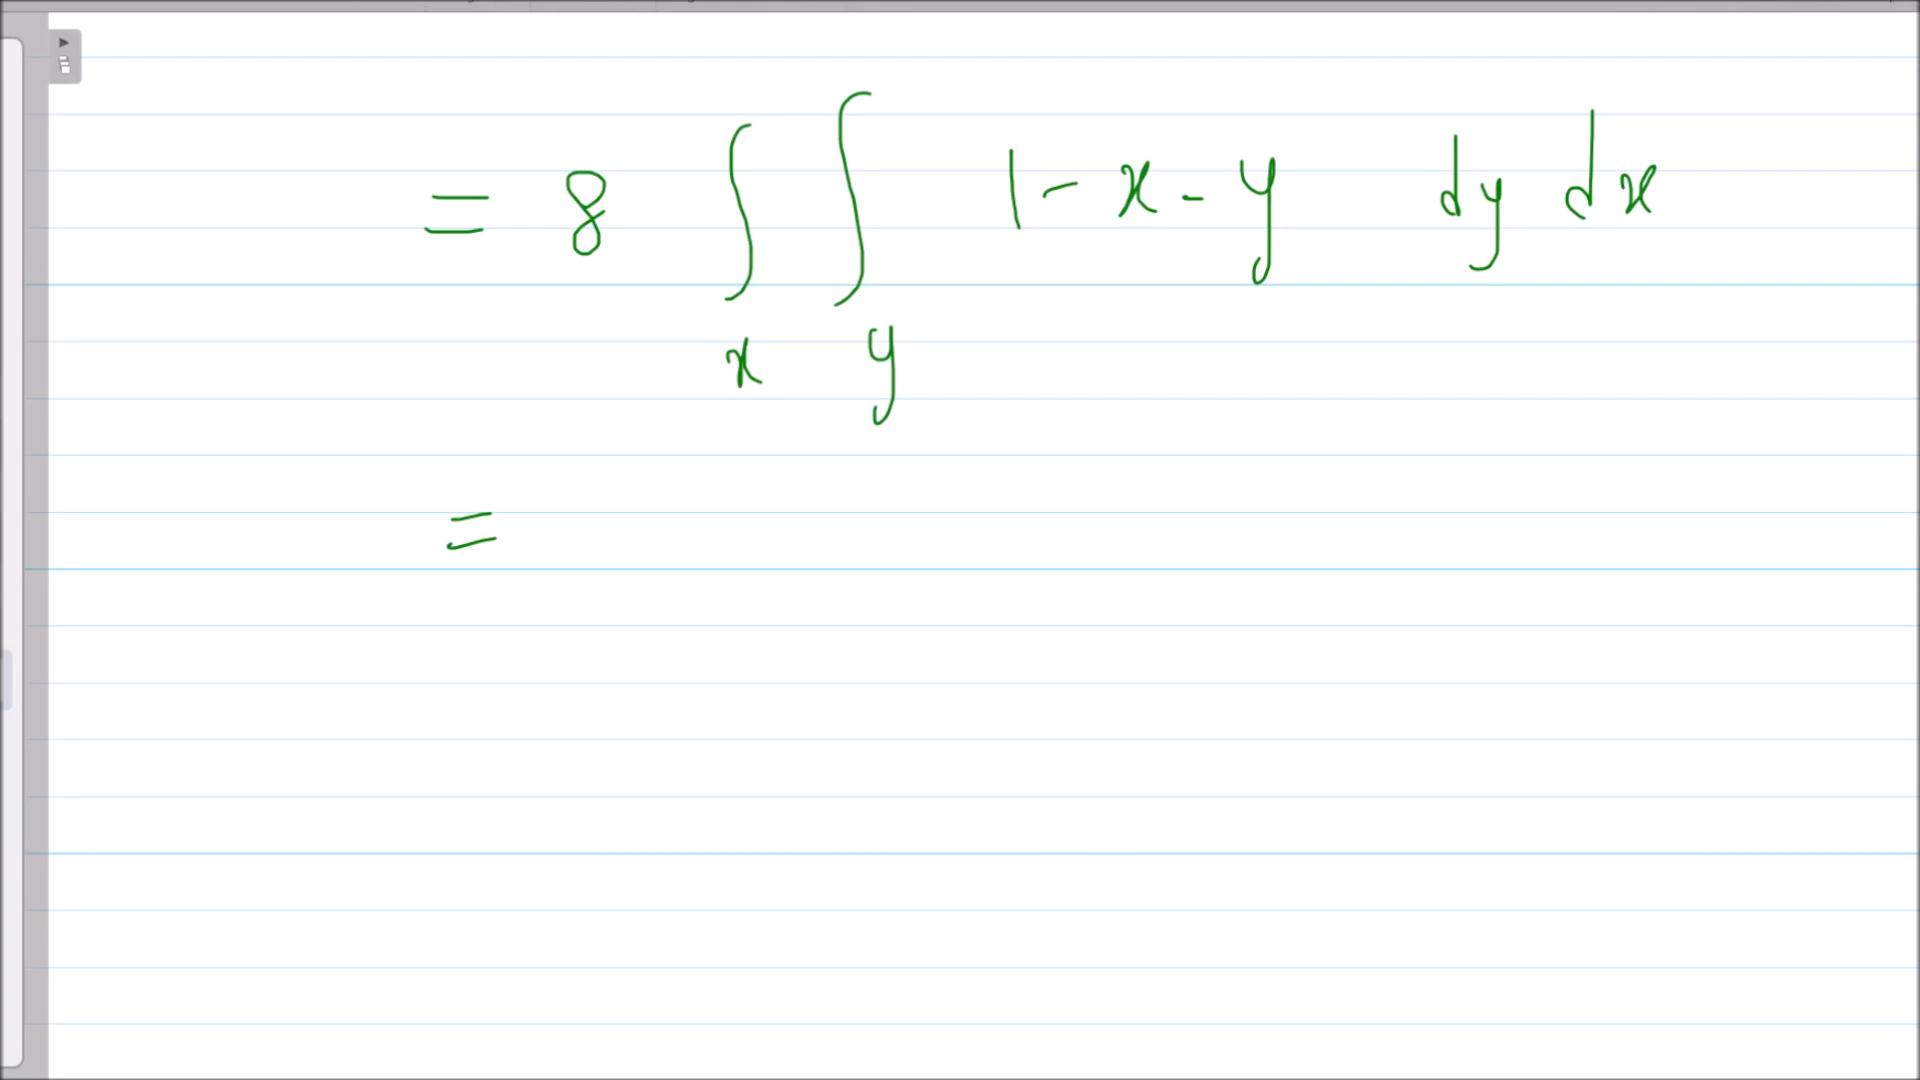 = 8 ∫ ∫ 1 - x - y dy dx
x y
=